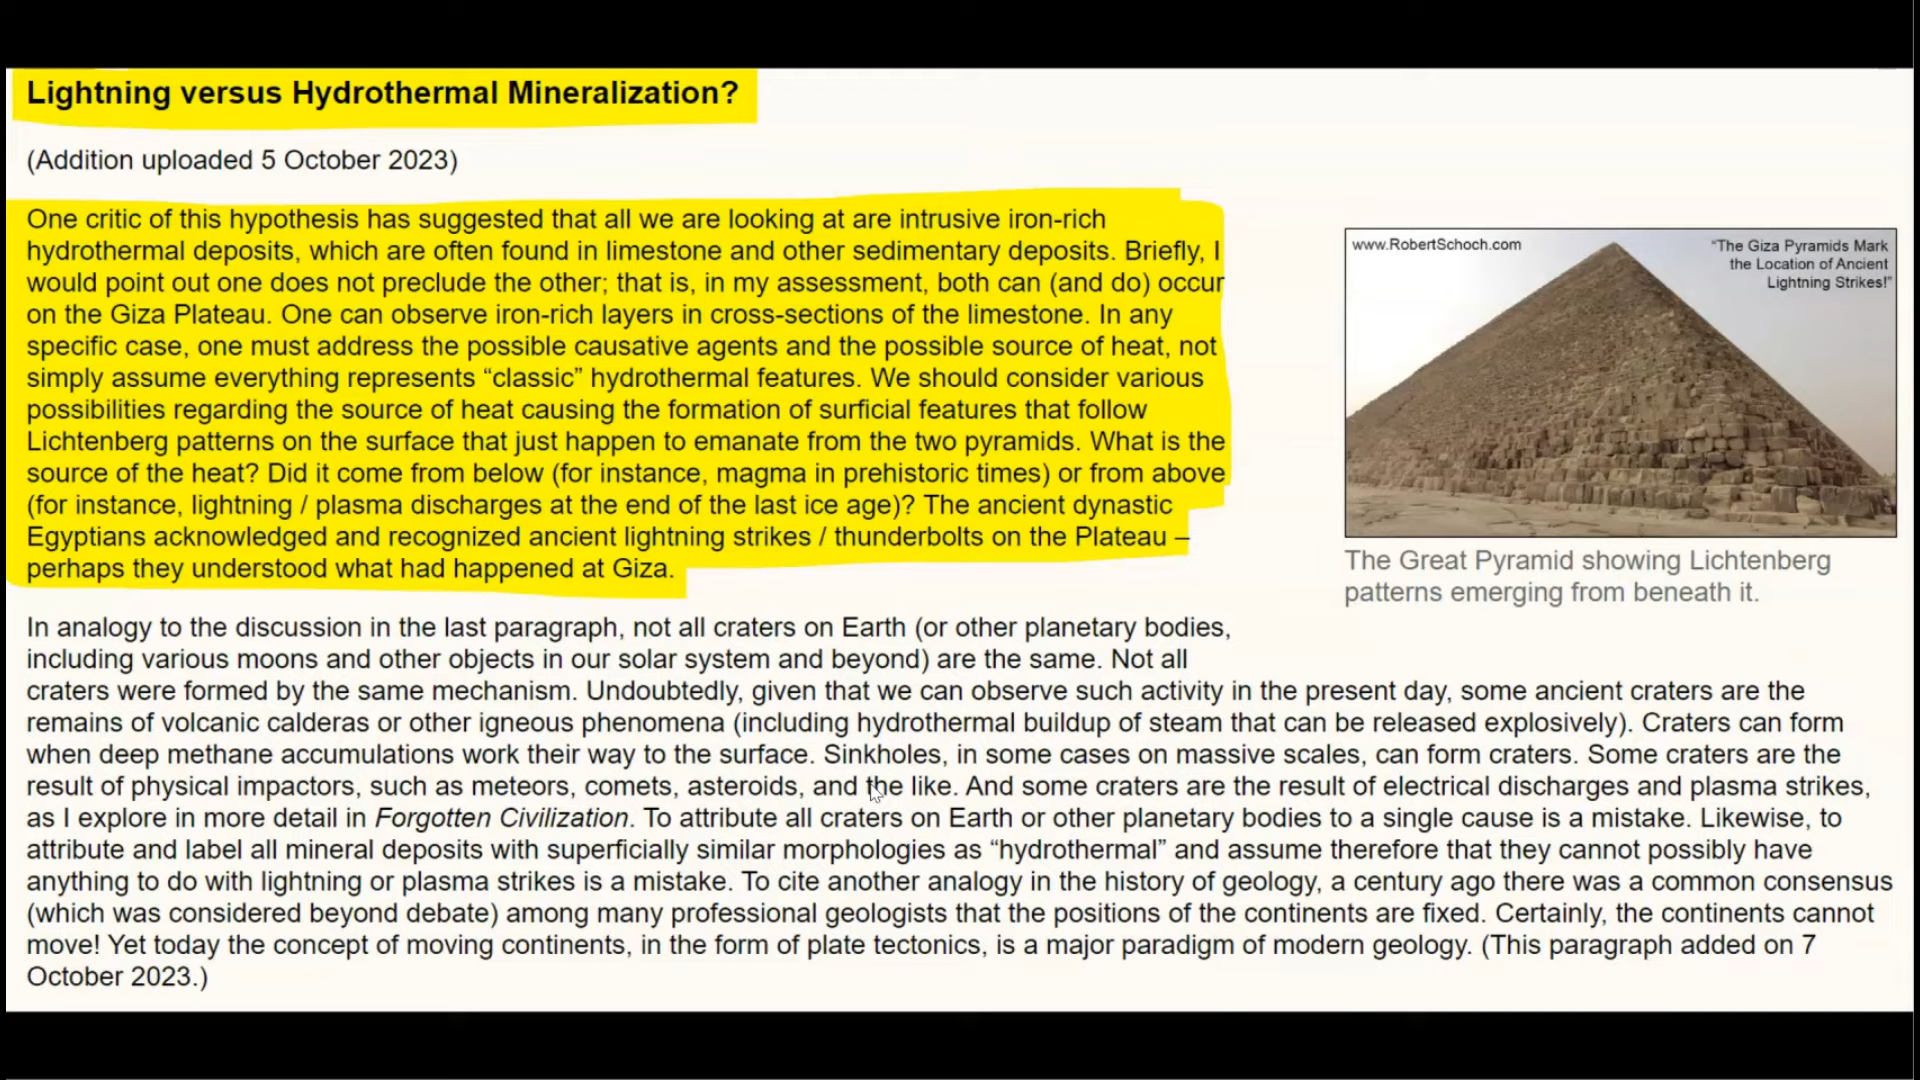 Lightning versus Hydrothermal Mineralization?
(Addition uploaded 5 October 2023)
One critic of this hypothesis has suggested that all we are looking at are intrusive iron-rich
hydrothermal deposits, which are often found in limestone and other sedimentary deposits. Briefly, I
would point out one does not preclude the other; that is, in my assessment, both can (and do) occur
on the Giza Plateau. One can observe iron-rich layers in cross-sections of the limestone. In any
specific case, one must address the possible causative agents and the possible source of heat, not
simply assume everything represents “classic” hydrothermal features. We should consider various
possibilities regarding the source of heat causing the formation of surficial features that follow
Lichtenberg patterns on the surface that just happen to emanate from the two pyramids. What is the
source of the heat? Did it come from below (for instance, magma in prehistoric times) or from above
(for instance, lightning / plasma discharges at the end of the last ice age)? The ancient dynastic
Egyptians acknowledged and recognized ancient lightning strikes / thunderbolts on the Plateau –
perhaps they understood what had happened at Giza.
www.RobertSchoch.com
“The Giza Pyramids Mark
the Location of Ancient
Lightning Strikes!”
The Great Pyramid showing Lichtenberg
patterns emerging from beneath it.
In analogy to the discussion in the last paragraph, not all craters on Earth (or other planetary bodies,
including various moons and other objects in our solar system and beyond) are the same. Not all
craters were formed by the same mechanism. Undoubtedly, given that we can observe such activity in the present day, some ancient craters are the
remains of volcanic calderas or other igneous phenomena (including hydrothermal buildup of steam that can be released explosively). Craters can form
when deep methane accumulations work their way to the surface. Sinkholes, in some cases on massive scales, can form craters. Some craters are the
result of physical impactors, such as meteors, comets, asteroids, and the like. And some craters are the result of electrical discharges and plasma strikes,
as I explore in more detail in Forgotten Civilization. To attribute all craters on Earth or other planetary bodies to a single cause is a mistake. Likewise, to
attribute and label all mineral deposits with superficially similar morphologies as “hydrothermal” and assume therefore that they cannot possibly have
anything to do with lightning or plasma strikes is a mistake. To cite another analogy in the history of geology, a century ago there was a common consensus
(which was considered beyond debate) among many professional geologists that the positions of the continents are fixed. Certainly, the continents cannot
move! Yet today the concept of moving continents, in the form of plate tectonics, is a major paradigm of modern geology. (This paragraph added on 7
October 2023.)